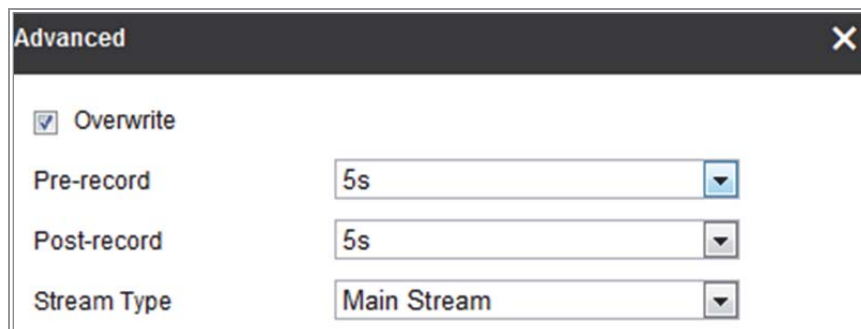 Advanced
Overwrite
Pre-record 5s
Post-record 5s
Stream Type Main Stream